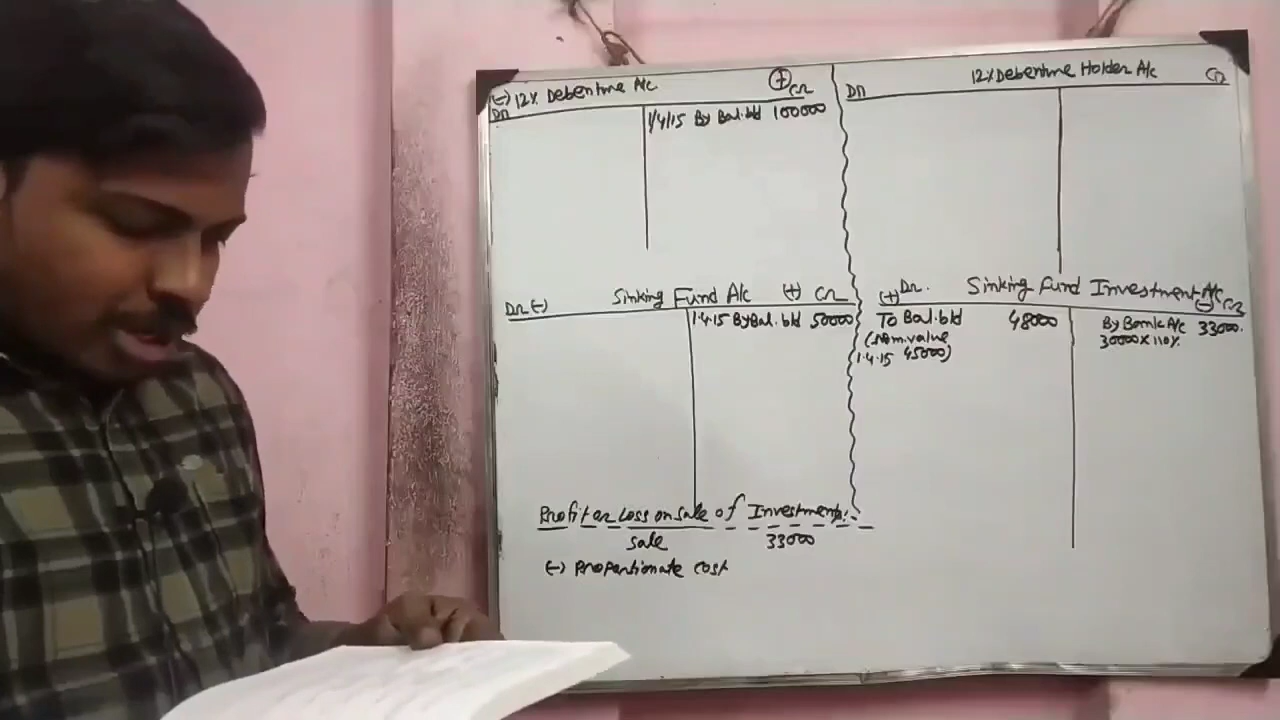 (-) 12% Debenture A/c (+)
Dr Cr
1/4/15 By Bal. b/d 100000
12% Debenture Holder A/c
Dr Cr
Sinking Fund A/c
Dr (-) (+) Cr
1.4.15 By Bal. b/d 50000
Sinking Fund Investment A/c
(+) Dr. (-) Cr
To Bal. b/d 48000
(Nom. value
1.4.15 45000)
By Bank A/c 33000.
30000 x 110%
Profit or Loss on sale of Investment:
Sale 33000
(-) Proportionate cost